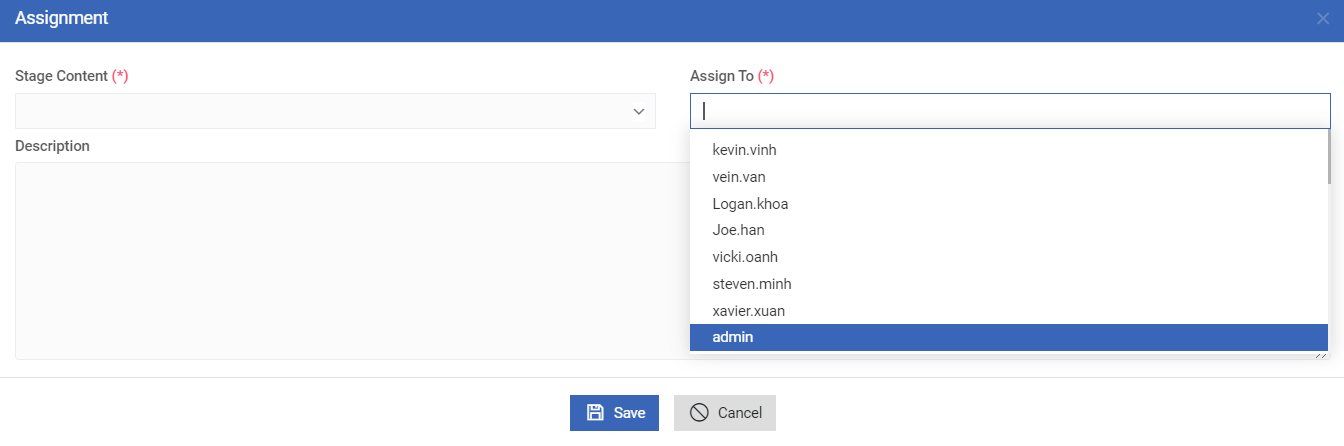 Assignment
Stage Content (*)
Assign To (*)
Description
kevin.vinh
vein.van
Logan.khoa
Joe.han
vicki.oanh
steven.minh
xavier.xuan
admin
Save
Cancel